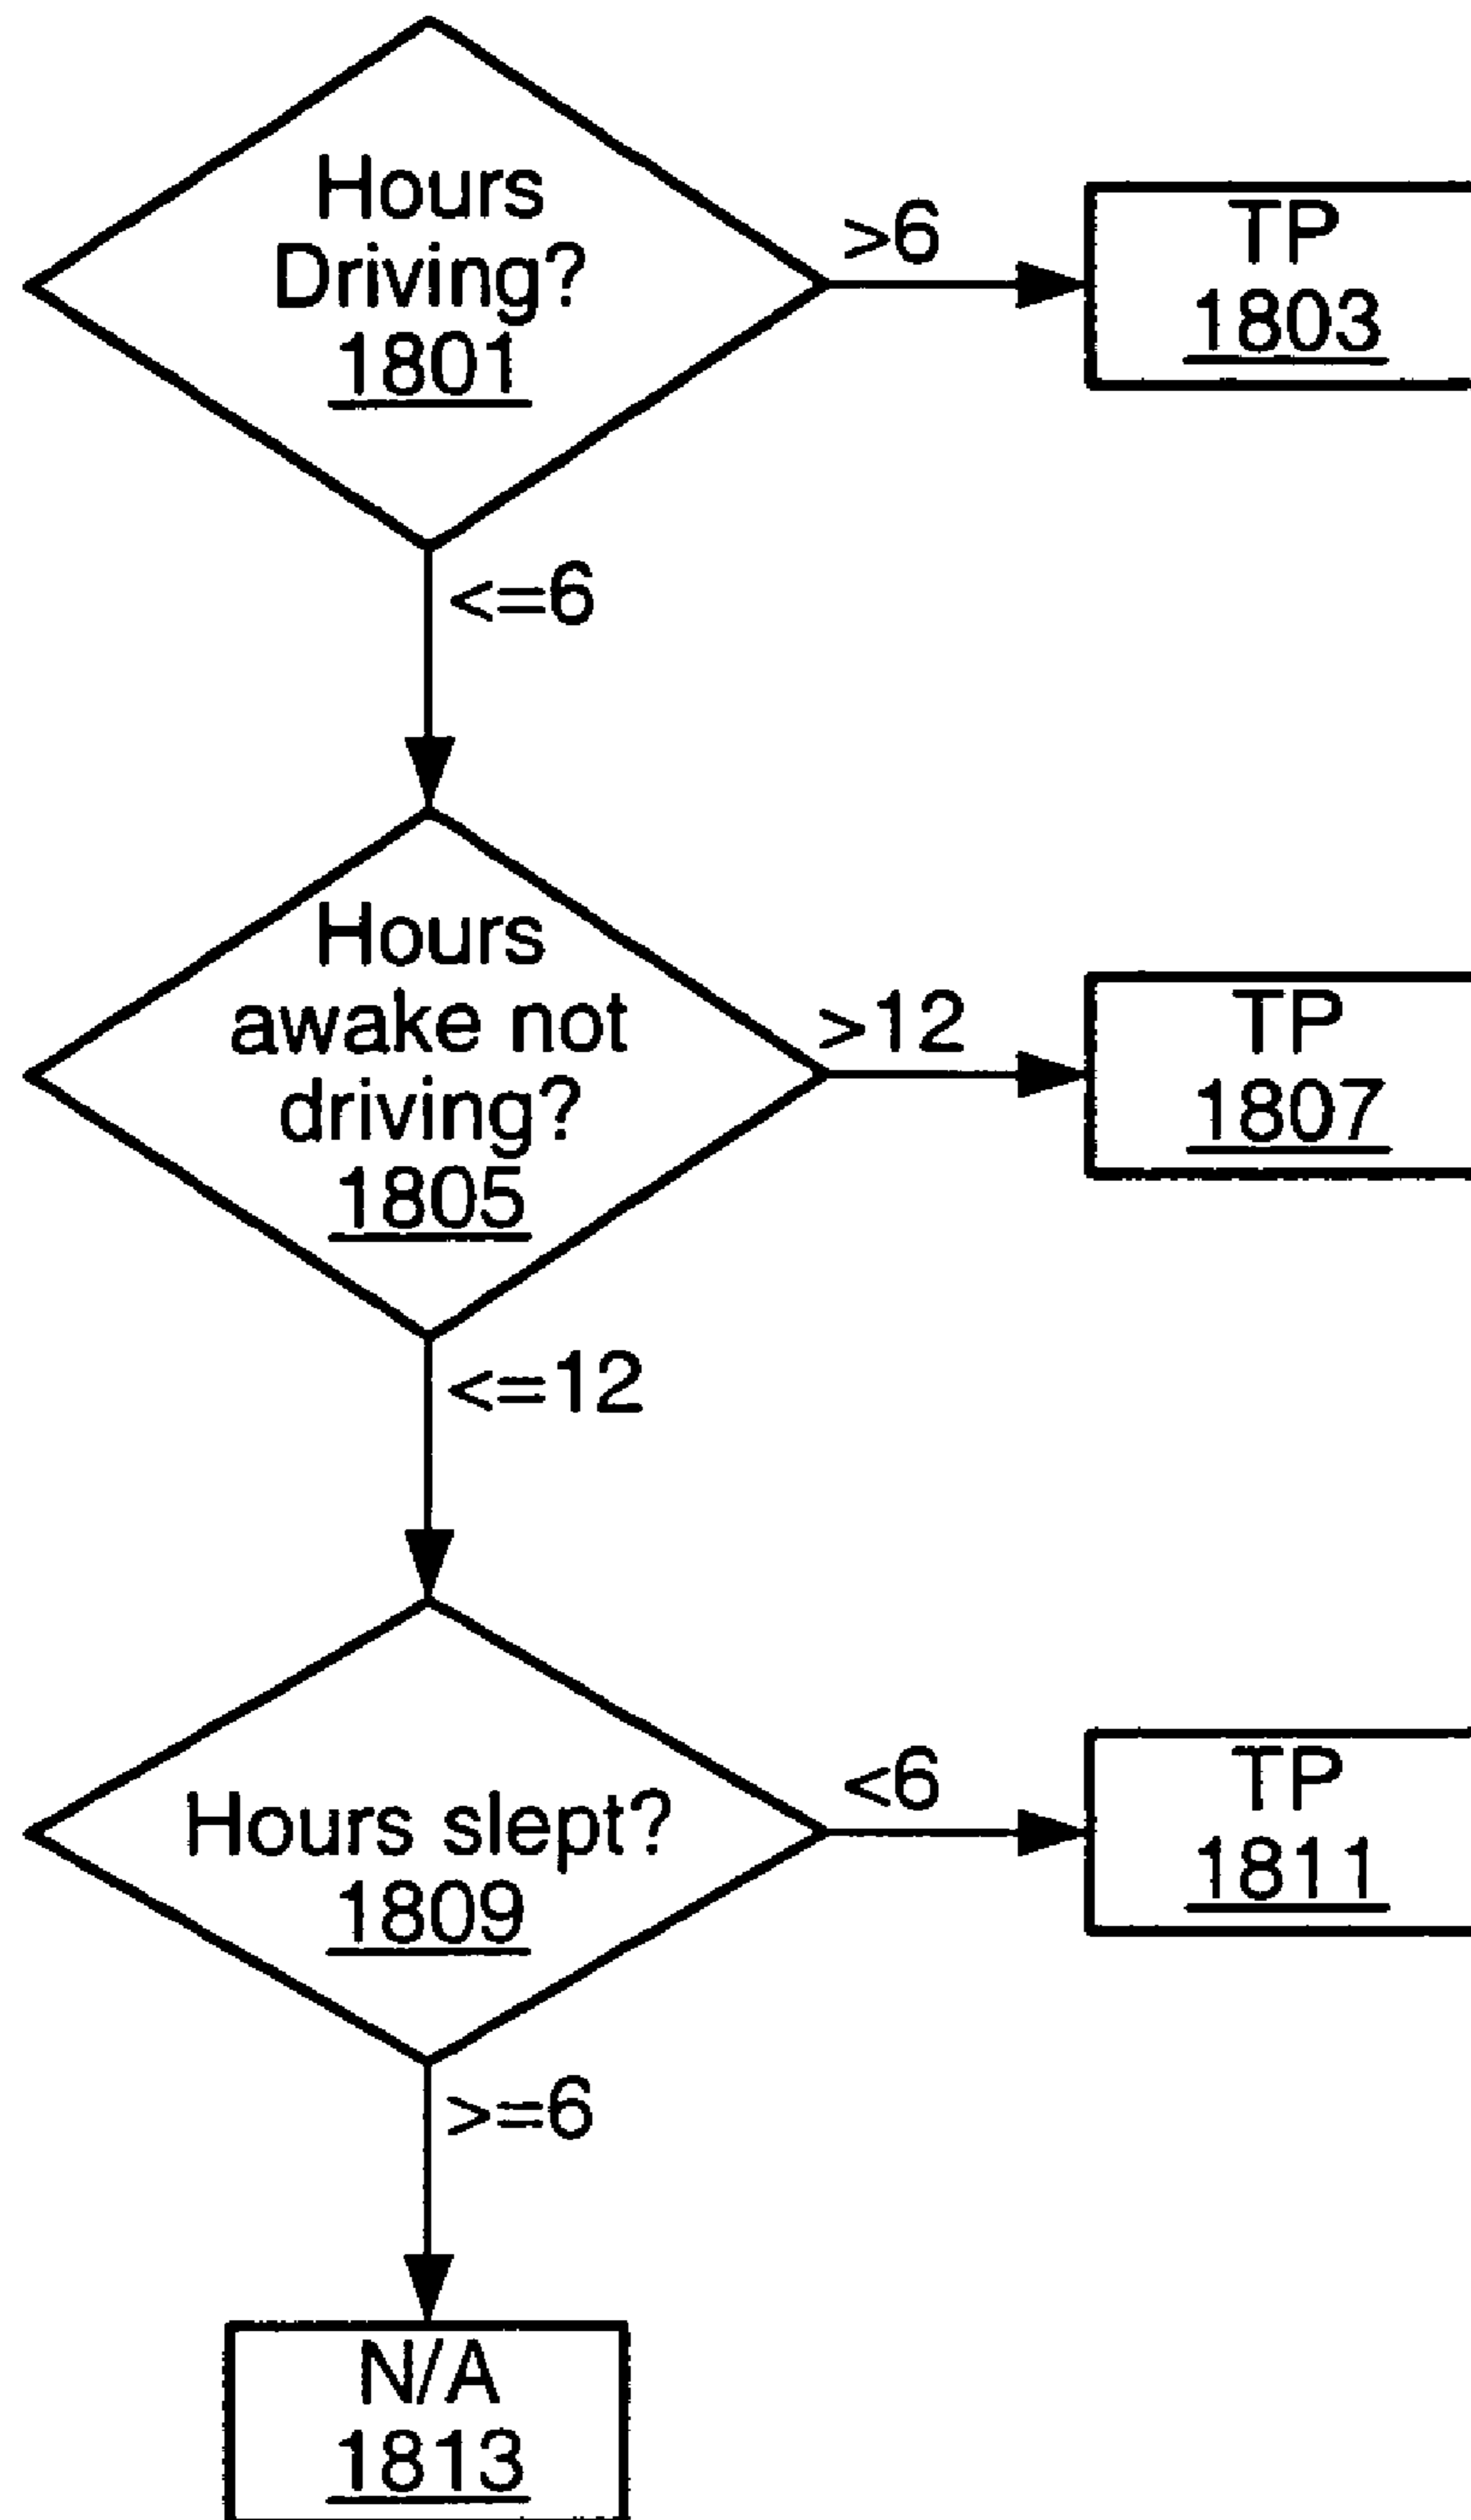 Hours
Driving?
1801
>6
TP
1803
<=6
Hours
awake not
driving?
1805
>12
TP
1807
<=12
Hours slept?
1809
<6
TP
1811
>=6
N/A
1813